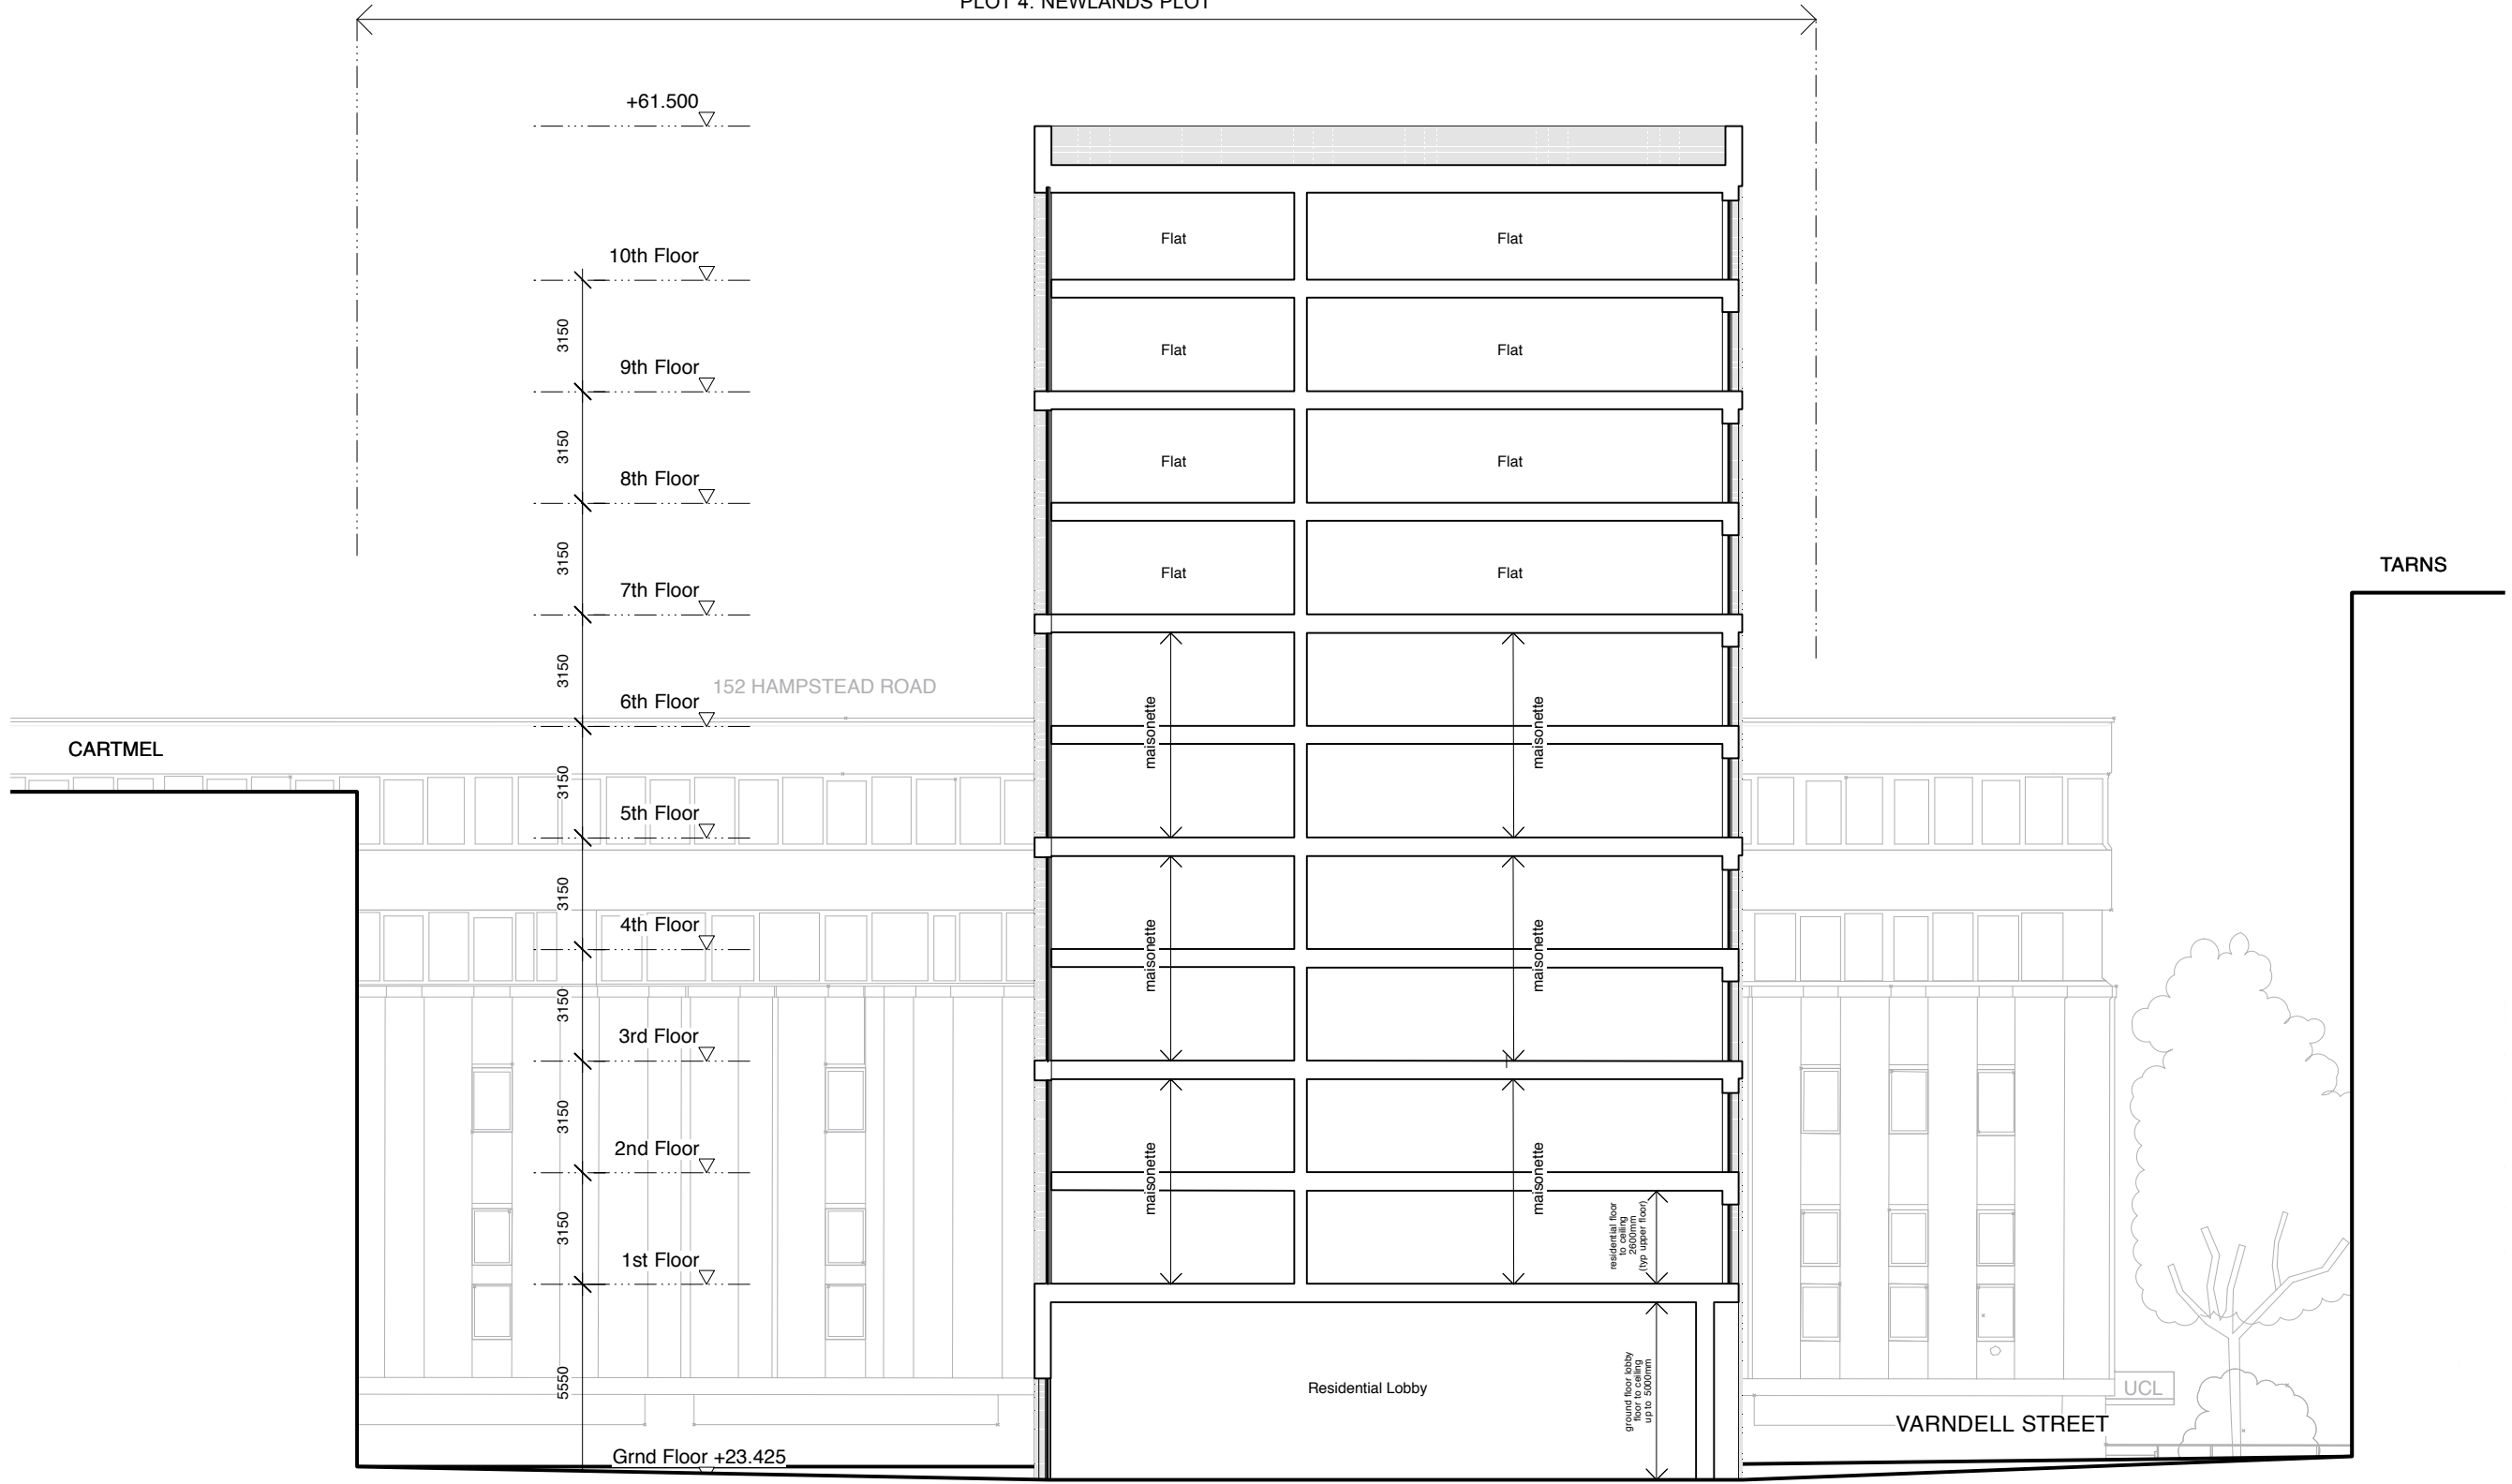 PLOT 4: NEWLANDS PLOT
+61.500
10th Floor
3150
9th Floor
3150
8th Floor
3150
7th Floor
3150
6th Floor
3150
5th Floor
3150
4th Floor
3150
3rd Floor
3150
2nd Floor
3150
1st Floor
5550
Grnd Floor +23.425
152 HAMPSTEAD ROAD
CARTMEL
Flat
Flat
Flat
Flat
Flat
Flat
Flat
Flat
maisonette
maisonette
maisonette
maisonette
maisonette
maisonette
residential floor
to ceiling
2600mm
(typ upper floor)
Residential Lobby
ground floor lobby
floor to ceiling
up to 5000mm
TARNS
UCL
VARNDELL STREET